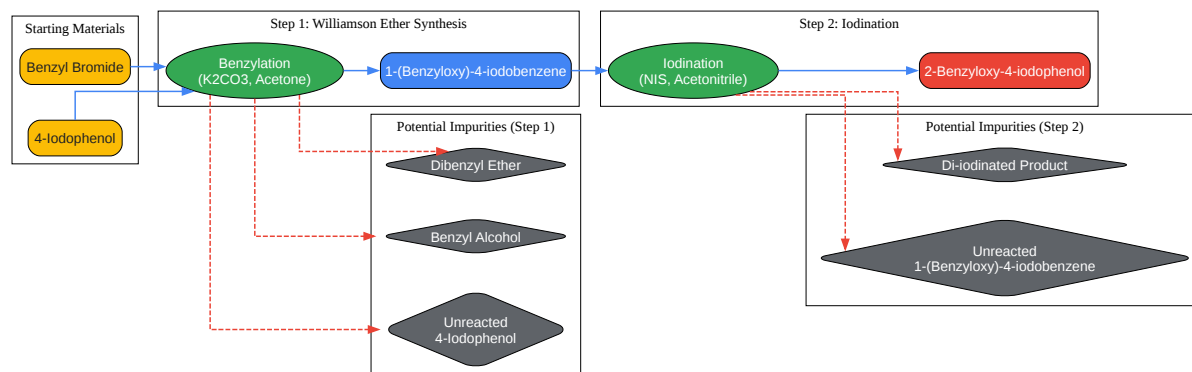 Starting Materials
Benzyl Bromide
4-Iodophenol
Step 1: Williamson Ether Synthesis
Benzylation
(K2CO3, Acetone)
1-(Benzyloxy)-4-iodobenzene
Potential Impurities (Step 1)
Dibenzyl Ether
Benzyl Alcohol
Unreacted
4-Iodophenol
Step 2: Iodination
Iodination
(NIS, Acetonitrile)
2-Benzyloxy-4-iodophenol
Potential Impurities (Step 2)
Di-iodinated Product
Unreacted
1-(Benzyloxy)-4-iodobenzene